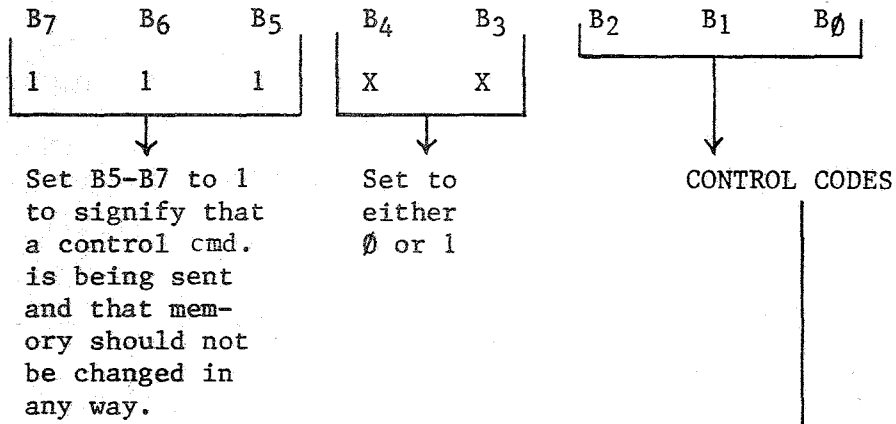 B7 B6 B5 B4 B3 B2 B1 BØ
1 1 1 X X
Set B5-B7 to 1
to signify that
a control cmd.
is being sent
and that mem-
ory should not
be changed in
any way.
Set to
either
Ø or 1
CONTROL CODES